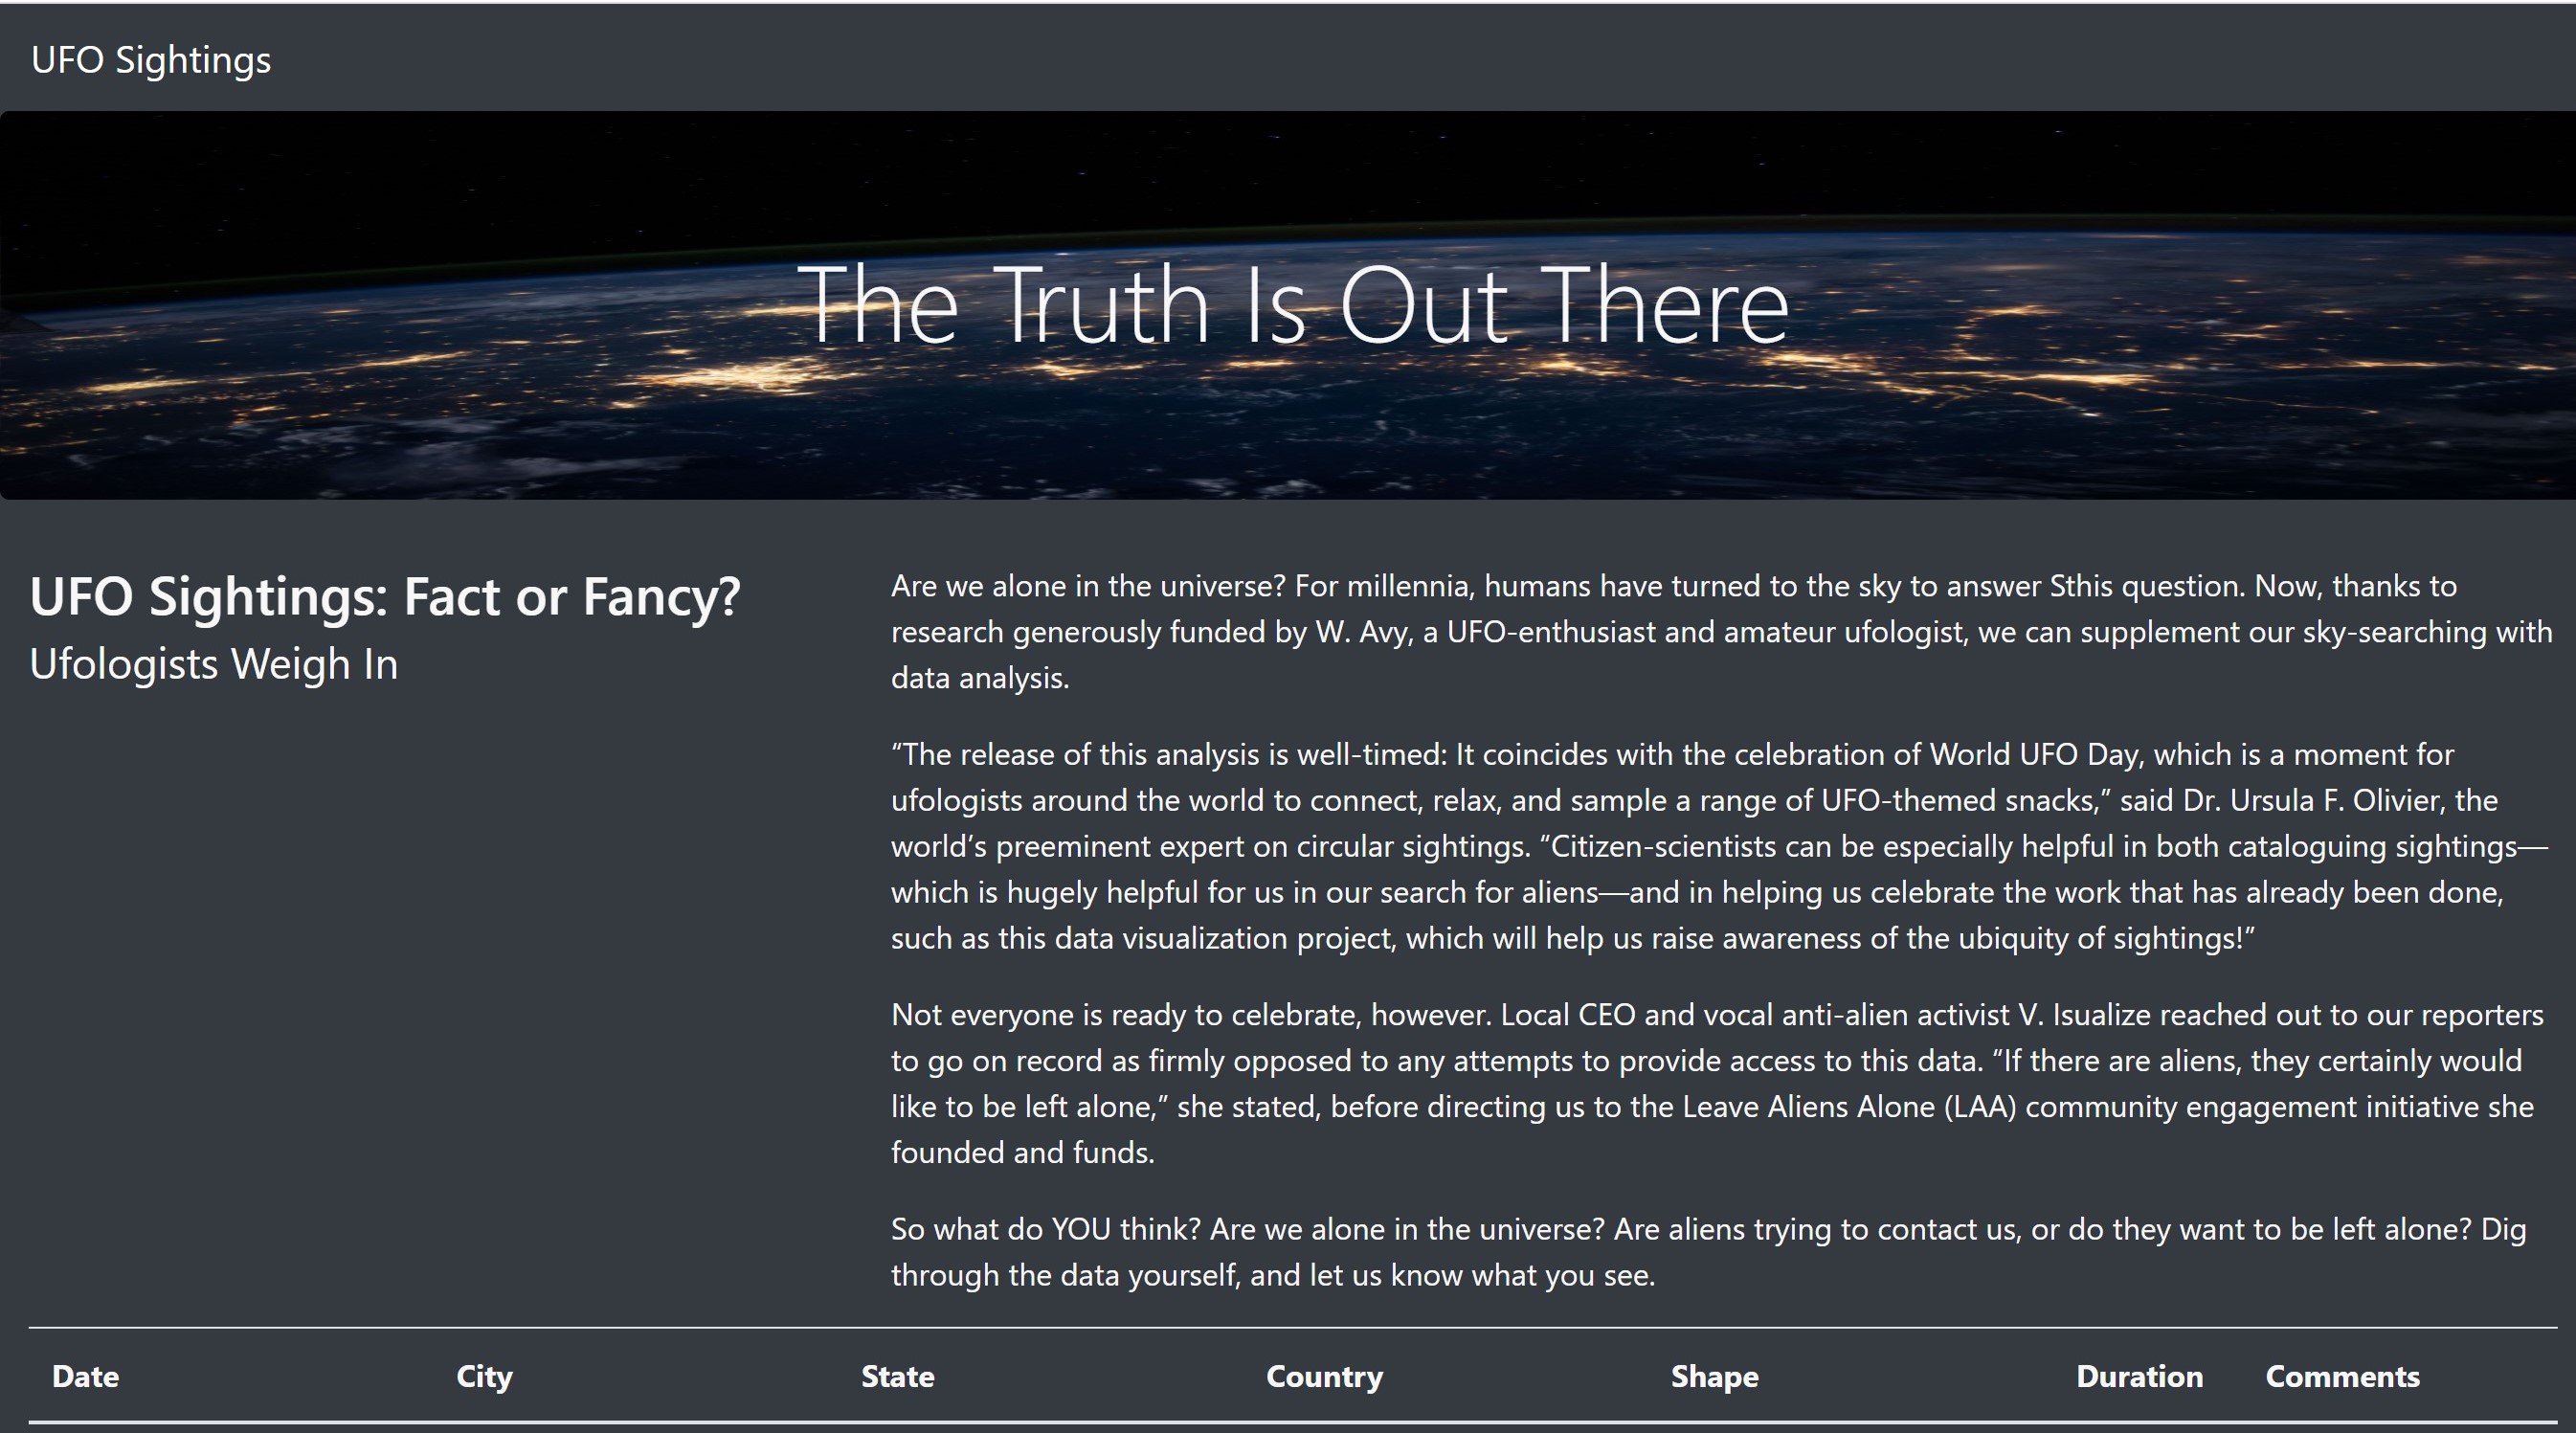 UFO Sightings
The Truth Is Out There
UFO Sightings: Fact or Fancy?
Ufologists Weigh In
Are we alone in the universe? For millennia, humans have turned to the sky to answer Sthis question. Now, thanks to
research generously funded by W. Avy, a UFO-enthusiast and amateur ufologist, we can supplement our sky-searching with
data analysis.
“The release of this analysis is well-timed: It coincides with the celebration of World UFO Day, which is a moment for
ufologists around the world to connect, relax, and sample a range of UFO-themed snacks,” said Dr. Ursula F. Olivier, the
world’s preeminent expert on circular sightings. “Citizen-scientists can be especially helpful in both cataloguing sightings—
which is hugely helpful for us in our search for aliens—and in helping us celebrate the work that has already been done,
such as this data visualization project, which will help us raise awareness of the ubiquity of sightings!”
Not everyone is ready to celebrate, however. Local CEO and vocal anti-alien activist V. Isualize reached out to our reporters
to go on record as firmly opposed to any attempts to provide access to this data. “If there are aliens, they certainly would
like to be left alone,” she stated, before directing us to the Leave Aliens Alone (LAA) community engagement initiative she
founded and funds.
So what do YOU think? Are we alone in the universe? Are aliens trying to contact us, or do they want to be left alone? Dig
through the data yourself, and let us know what you see.
Date City State Country Shape Duration Comments